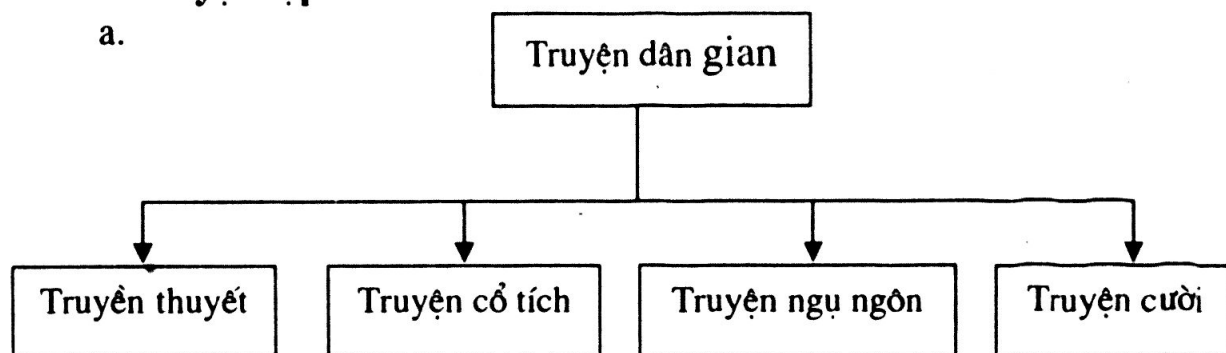 a.
Truyện dân gian
Truyền thuyết
Truyện cổ tích
Truyện ngụ ngôn
Truyện cười